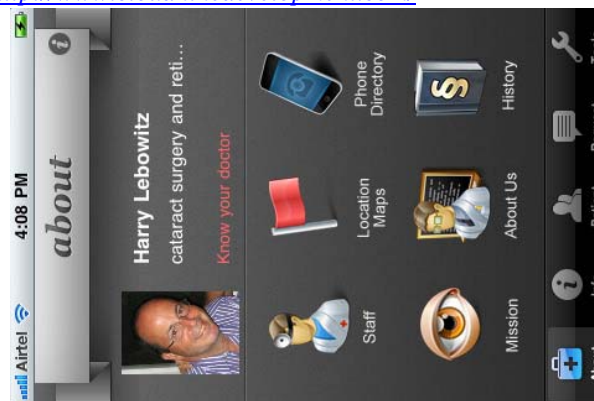 Airtel 4:08 PM
about
Harry Lebowitz
cataract surgery and reti...
Know your doctor
Staff
Location
Maps
Phone
Directory
Mission
About Us
History